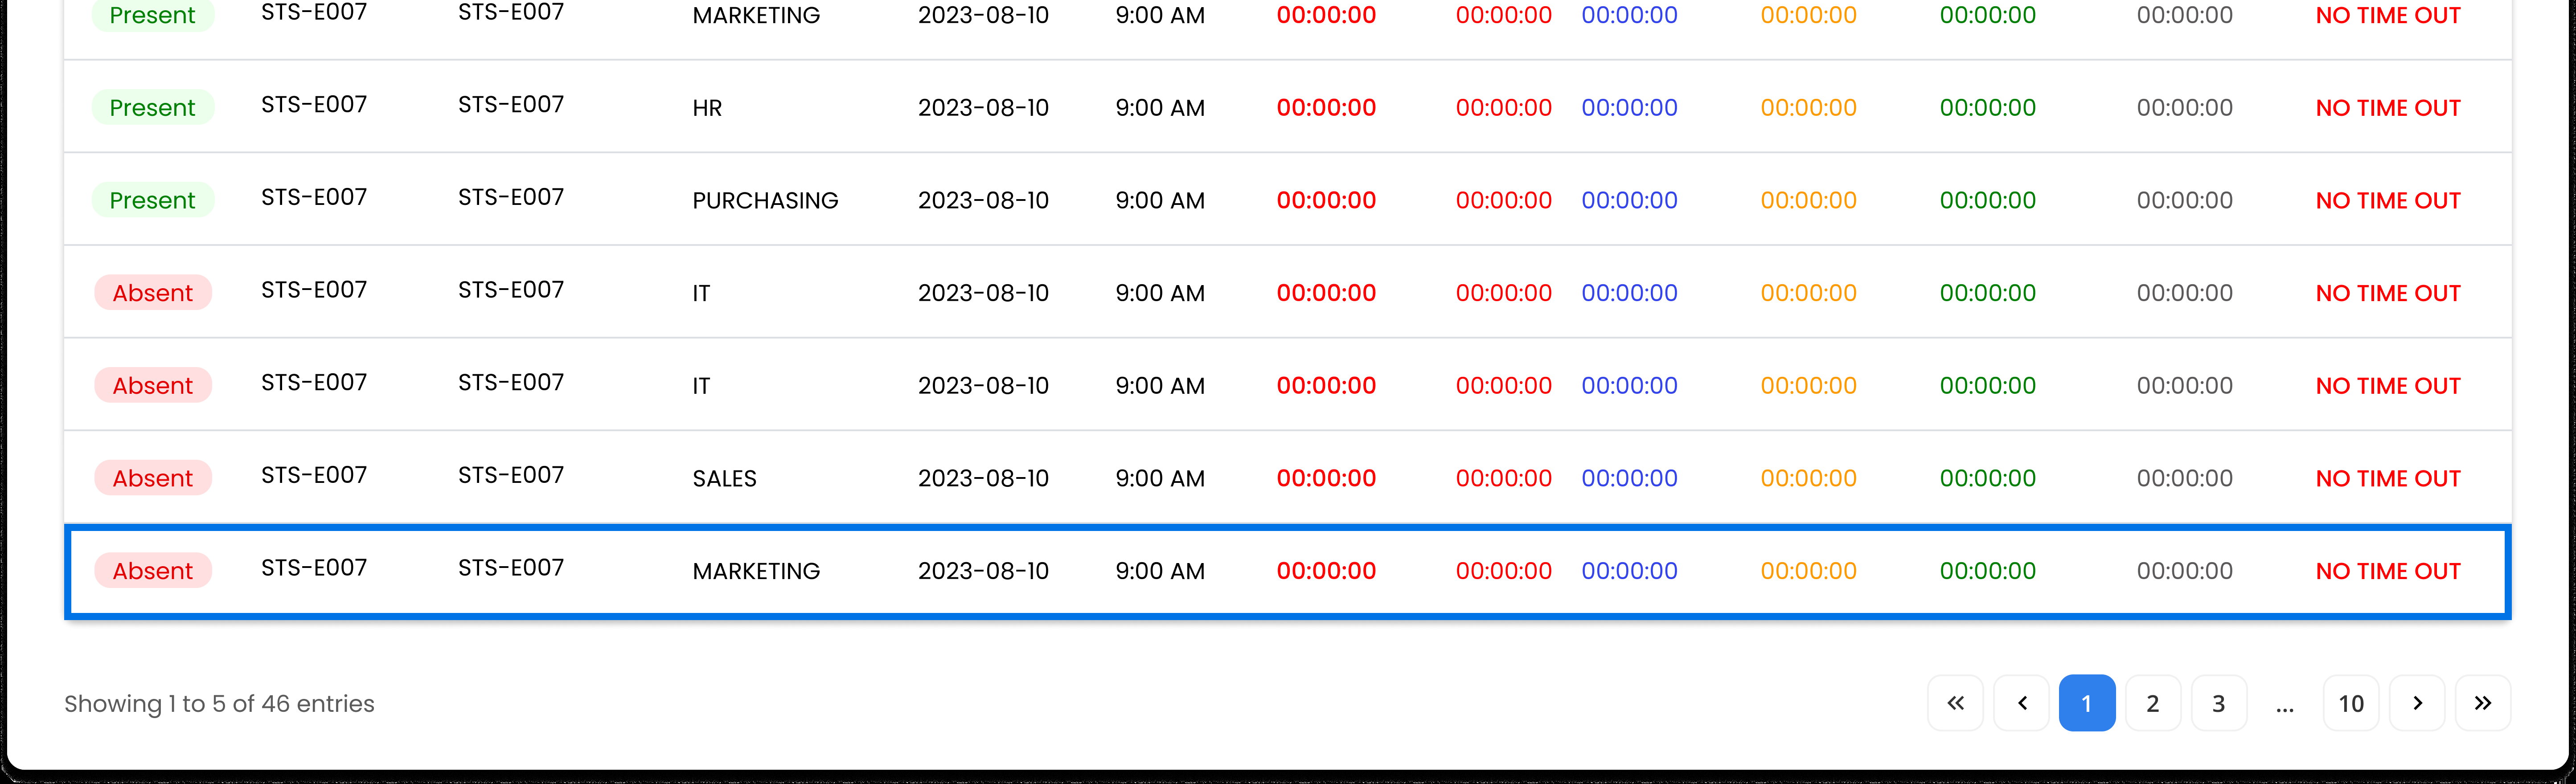 Present STS-E007 STS-E007 MARKETING 2023-08-10 9:00 AM 00:00:00 00:00:00 00:00:00 00:00:00 00:00:00 00:00:00 NO TIME OUT
Present STS-E007 STS-E007 HR 2023-08-10 9:00 AM 00:00:00 00:00:00 00:00:00 00:00:00 00:00:00 00:00:00 NO TIME OUT
Present STS-E007 STS-E007 PURCHASING 2023-08-10 9:00 AM 00:00:00 00:00:00 00:00:00 00:00:00 00:00:00 00:00:00 NO TIME OUT
Absent STS-E007 STS-E007 IT 2023-08-10 9:00 AM 00:00:00 00:00:00 00:00:00 00:00:00 00:00:00 00:00:00 NO TIME OUT
Absent STS-E007 STS-E007 IT 2023-08-10 9:00 AM 00:00:00 00:00:00 00:00:00 00:00:00 00:00:00 00:00:00 NO TIME OUT
Absent STS-E007 STS-E007 SALES 2023-08-10 9:00 AM 00:00:00 00:00:00 00:00:00 00:00:00 00:00:00 00:00:00 NO TIME OUT
Absent STS-E007 STS-E007 MARKETING 2023-08-10 9:00 AM 00:00:00 00:00:00 00:00:00 00:00:00 00:00:00 00:00:00 NO TIME OUT
Showing 1 to 5 of 46 entries « ‹ 1 2 3 ... 10 › »